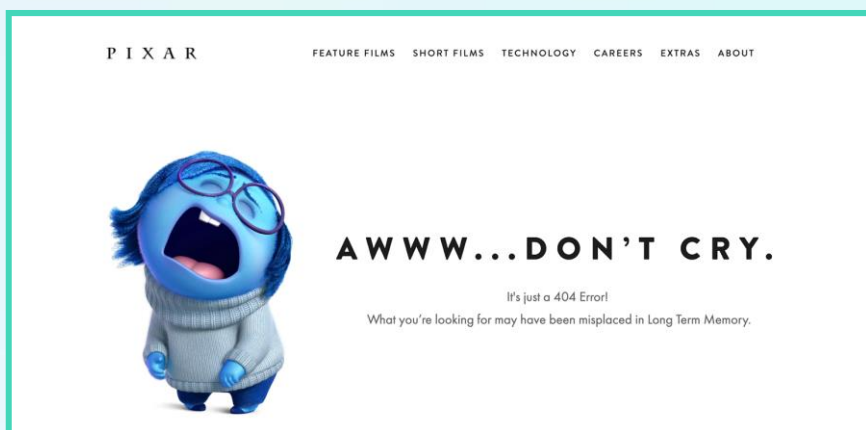 PIXAR
FEATURE FILMS SHORT FILMS TECHNOLOGY CAREERS EXTRAS ABOUT
AWWW...DON'T CRY.
It's just a 404 Error!
What you're looking for may have been misplaced in Long Term Memory.